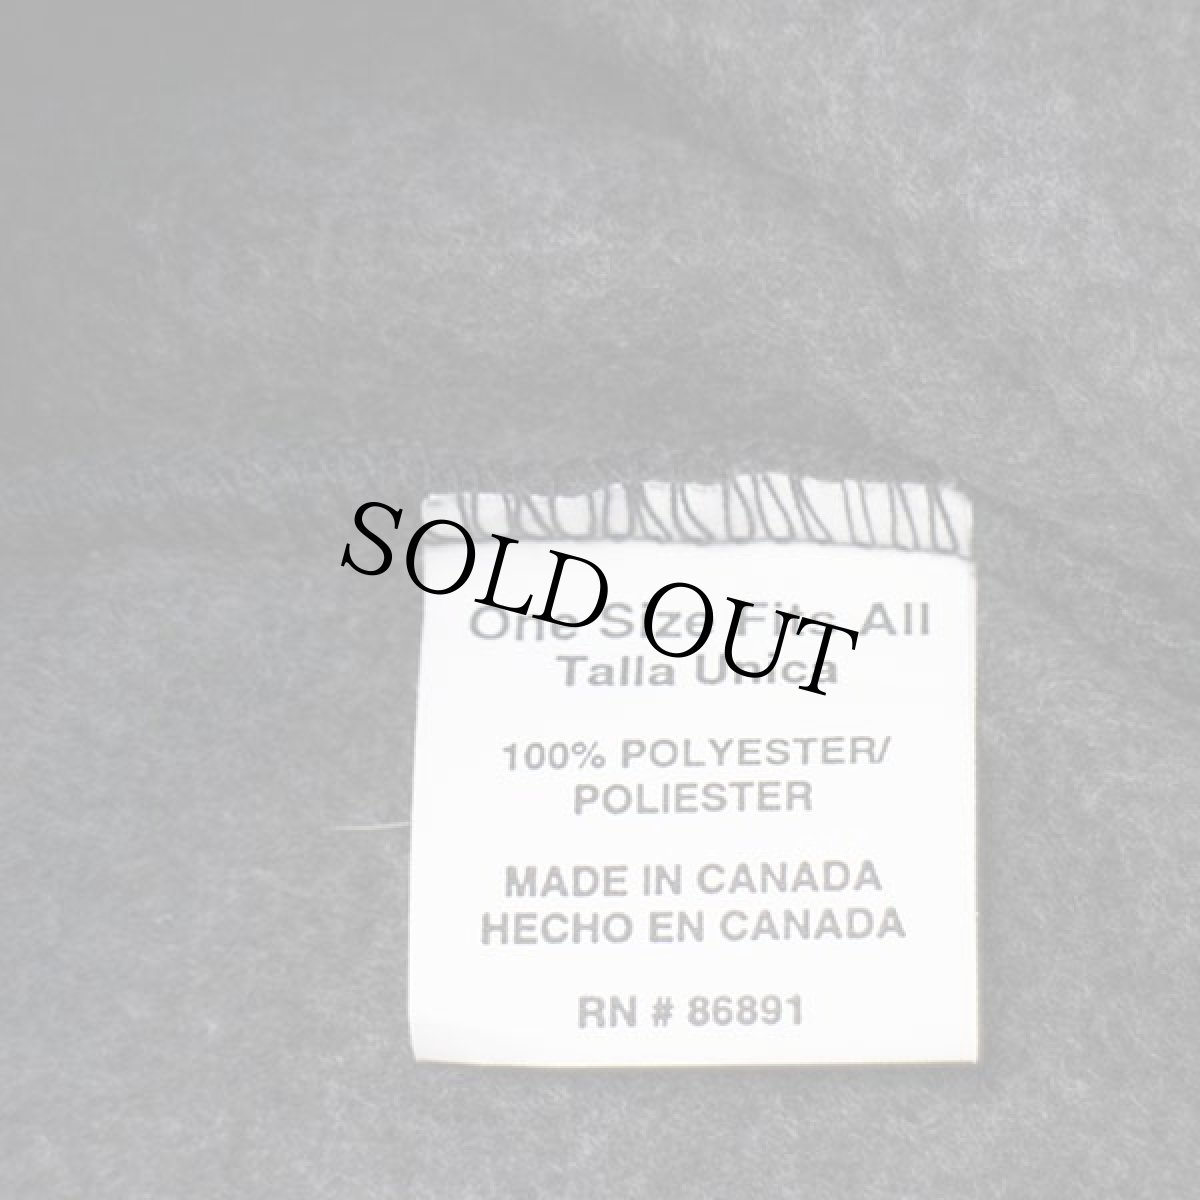 SOLD OUT
One Size Fits All
Talla Unica
100% POLYESTER/
POLIESTER
MADE IN CANADA
HECHO EN CANADA
RN # 86891